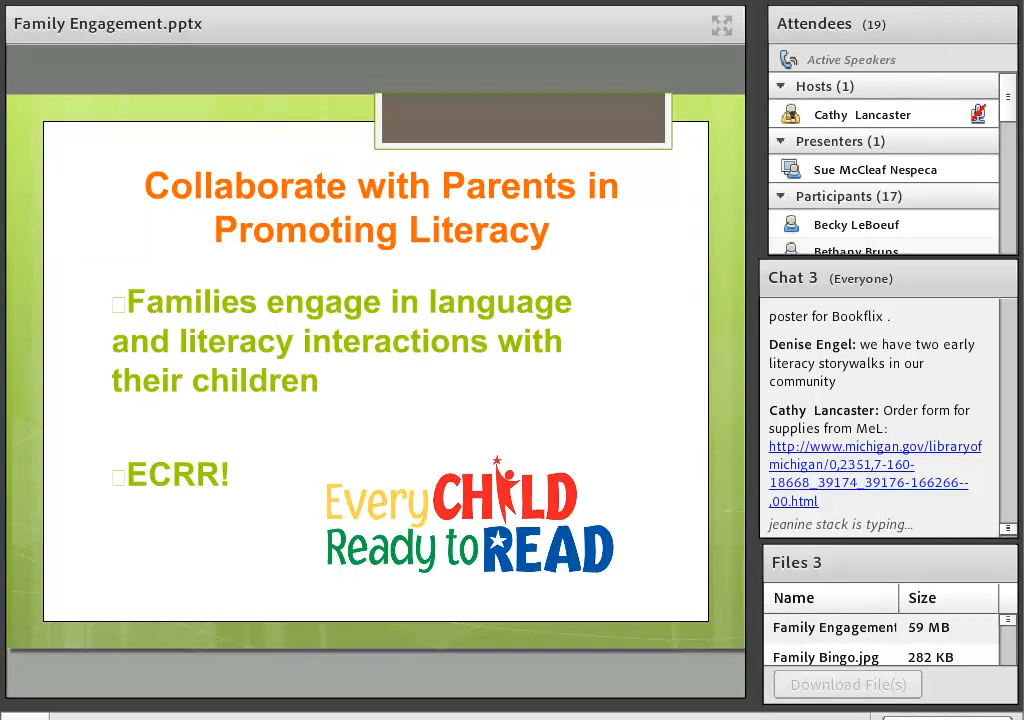 Family Engagement.pptx
Collaborate with Parents in
Promoting Literacy
Families engage in language
and literacy interactions with
their children
ECRR!
Every CHILD
Ready to READ
Attendees (19)
Active Speakers
Hosts (1)
Cathy Lancaster
Presenters (1)
Sue McCleaf Nespeca
Participants (17)
Becky LeBoeuf
Bethany Bruns
Chat 3 (Everyone)
poster for Bookflix .
Denise Engel: we have two early
literacy storywalks in our
community
Cathy Lancaster: Order form for
supplies from MeL:
http://www.michigan.gov/libraryof
michigan/0,2351,7-160-
18668_39174_39176-166266--
,00.html
jeanine stack is typing...
Files 3
Name Size
Family Engagement 59 MB
Family Bingo.jpg 282 KB
Download File(s)